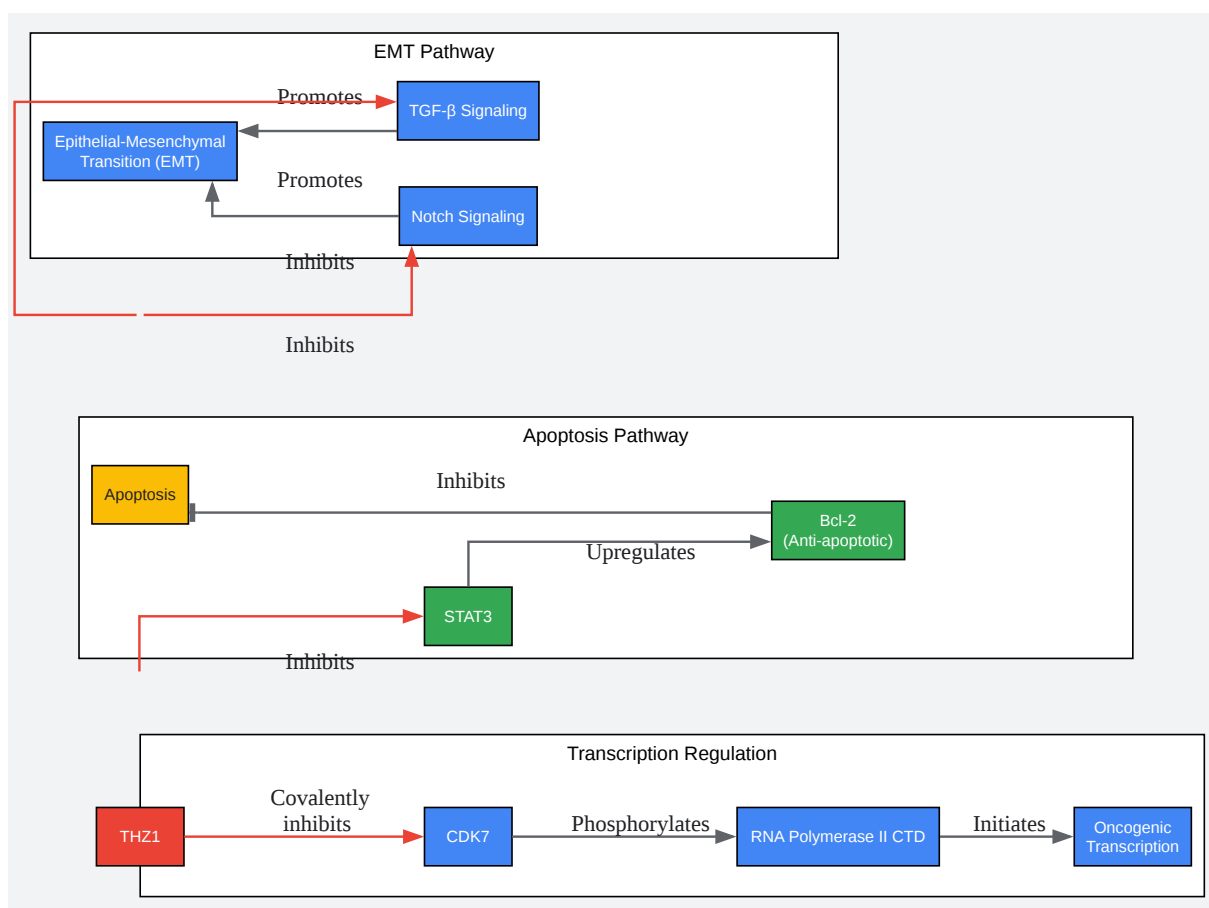 EMT Pathway
Promotes
TGF-β Signaling
Epithelial-Mesenchymal
Transition (EMT)
Promotes
Notch Signaling
Inhibits
Inhibits
Apoptosis Pathway
Inhibits
Apoptosis
Bcl-2
(Anti-apoptotic)
Upregulates
STAT3
Inhibits
Transcription Regulation
Covalently
inhibits
THZ1
CDK7
Phosphorylates
RNA Polymerase II CTD
Initiates
Oncogenic
Transcription